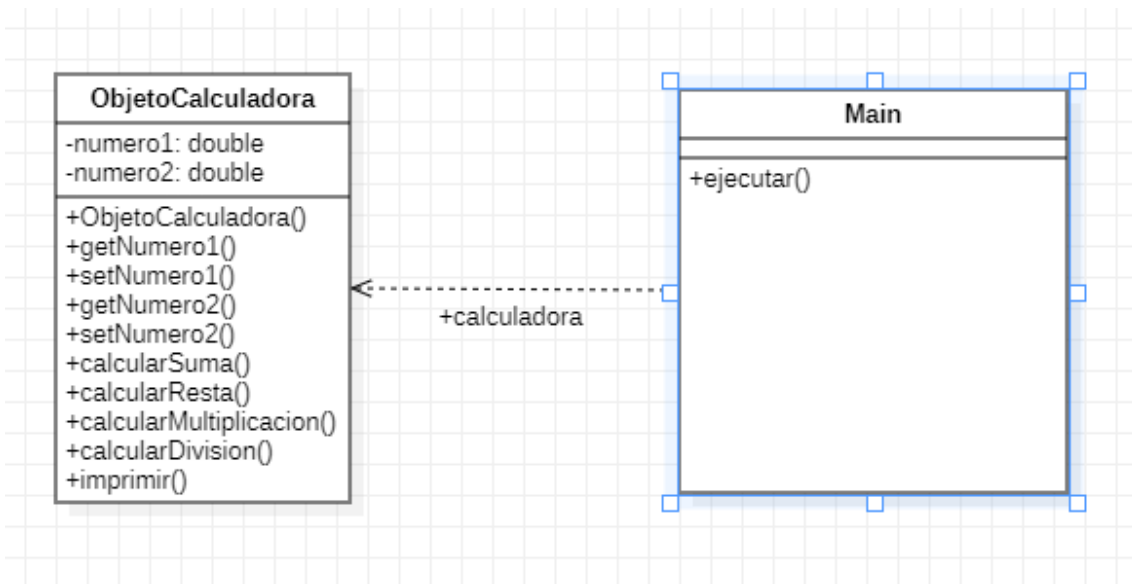 ObjetoCalculadora
-numero1: double
-numero2: double
+ObjetoCalculadora()
+getNumero1()
+setNumero1()
+getNumero2()
+setNumero2()
+calcularSuma()
+calcularResta()
+calcularMultiplicacion()
+calcularDivision()
+imprimir()
+calculadora
Main
+ejecutar()